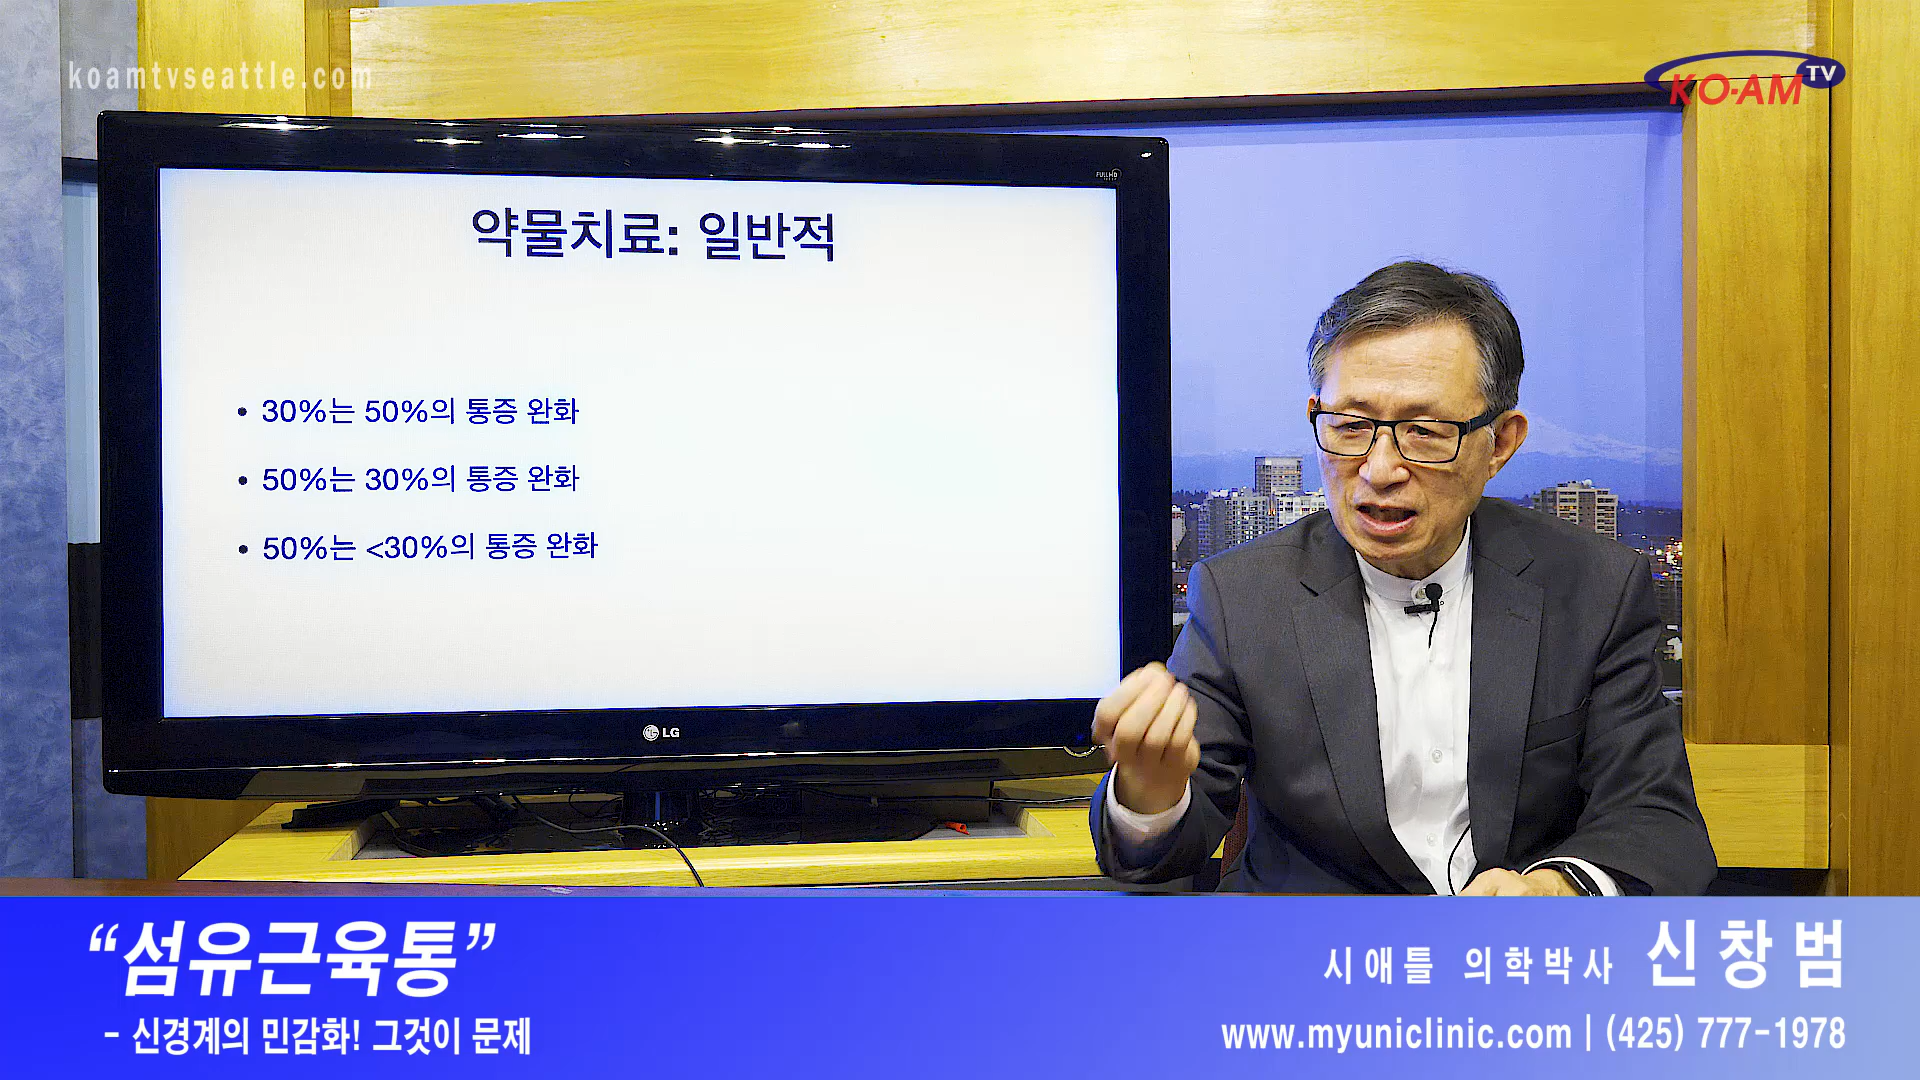 koamtvseattle.com
KO-AM TV
FULL HD
약물치료: 일반적
• 30%는 50%의 통증 완화
• 50%는 30%의 통증 완화
• 50%는 <30%의 통증 완화
LG
“섬유근육통”
- 신경계의 민감화! 그것이 문제
시애틀 의학박사 신창범
www.myuniclinic.com | (425) 777-1978